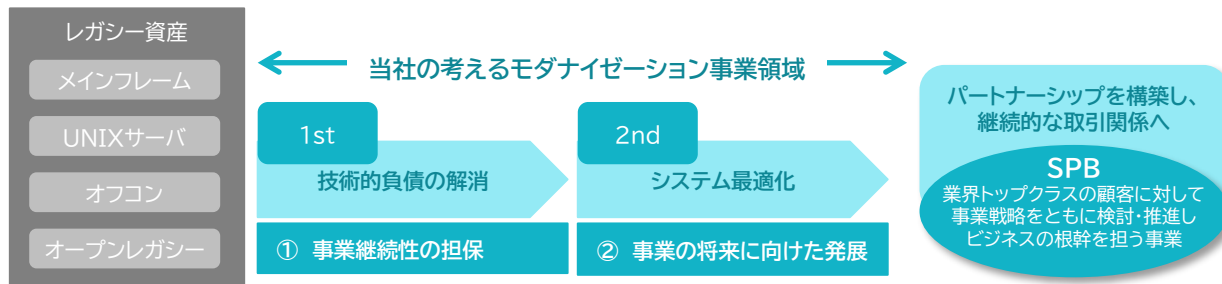 レガシー資産
メインフレーム
UNIXサーバ
オフコン
オープンレガシー
当社の考えるモダナイゼーション事業領域
1st
技術的負債の解消
① 事業継続性の担保
2nd
システム最適化
② 事業の将来に向けた発展
パートナーシップを構築し、
継続的な取引関係へ
SPB
業界トップクラスの顧客に対して
事業戦略をともに検討・推進し
ビジネスの根幹を担う事業